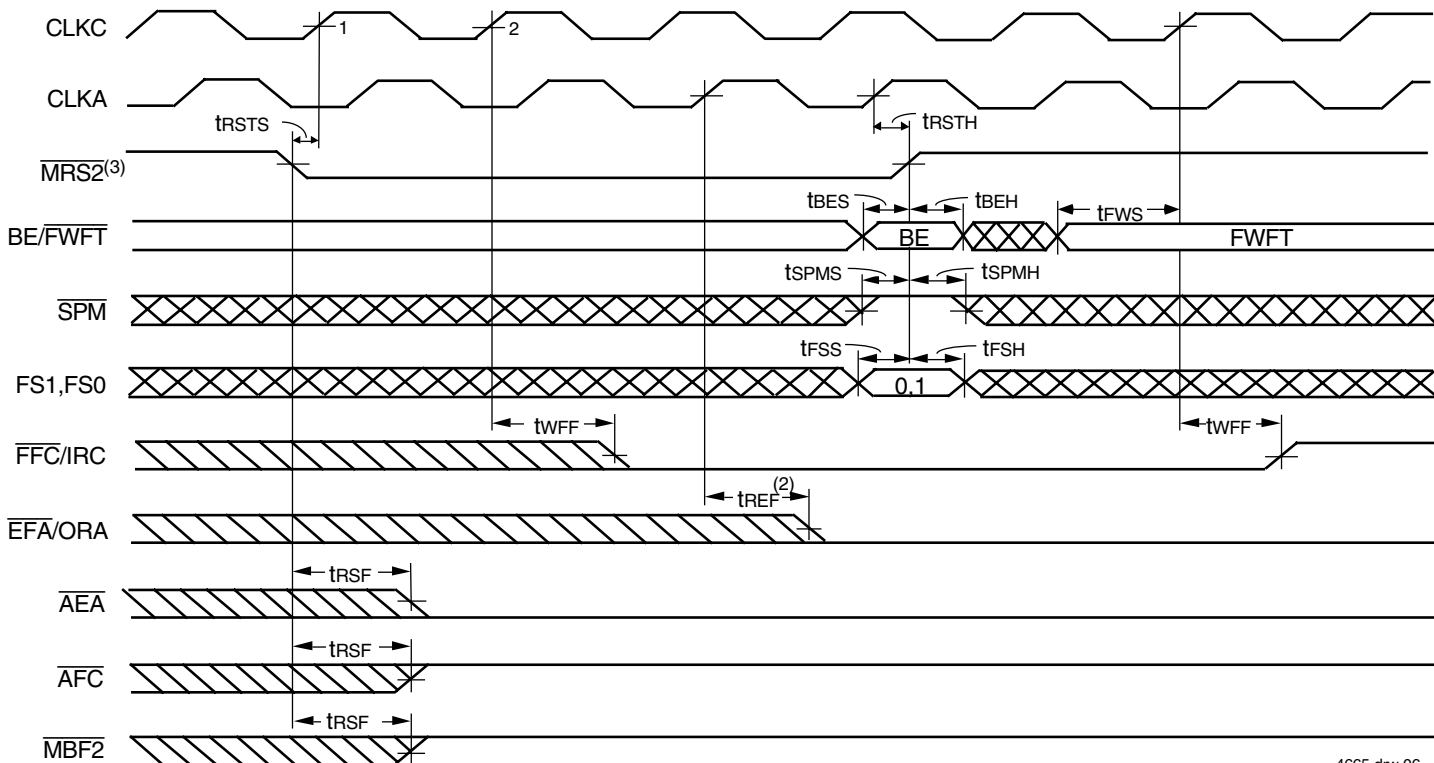 CLKC
1
2
CLKA
tRSTS
tRSTH
MRS2(3)
tBES
tBEH
tFWS
BE/FWFT
BE
FWFT
tSPMS
tSPMH
SPM
tFSS
tFSH
FS1,FS0
0,1
tWFF
tWFF
FFC/IRC
tREF(2)
EFA/ORA
tRSF
AEA
tRSF
AFC
tRSF
MBF2